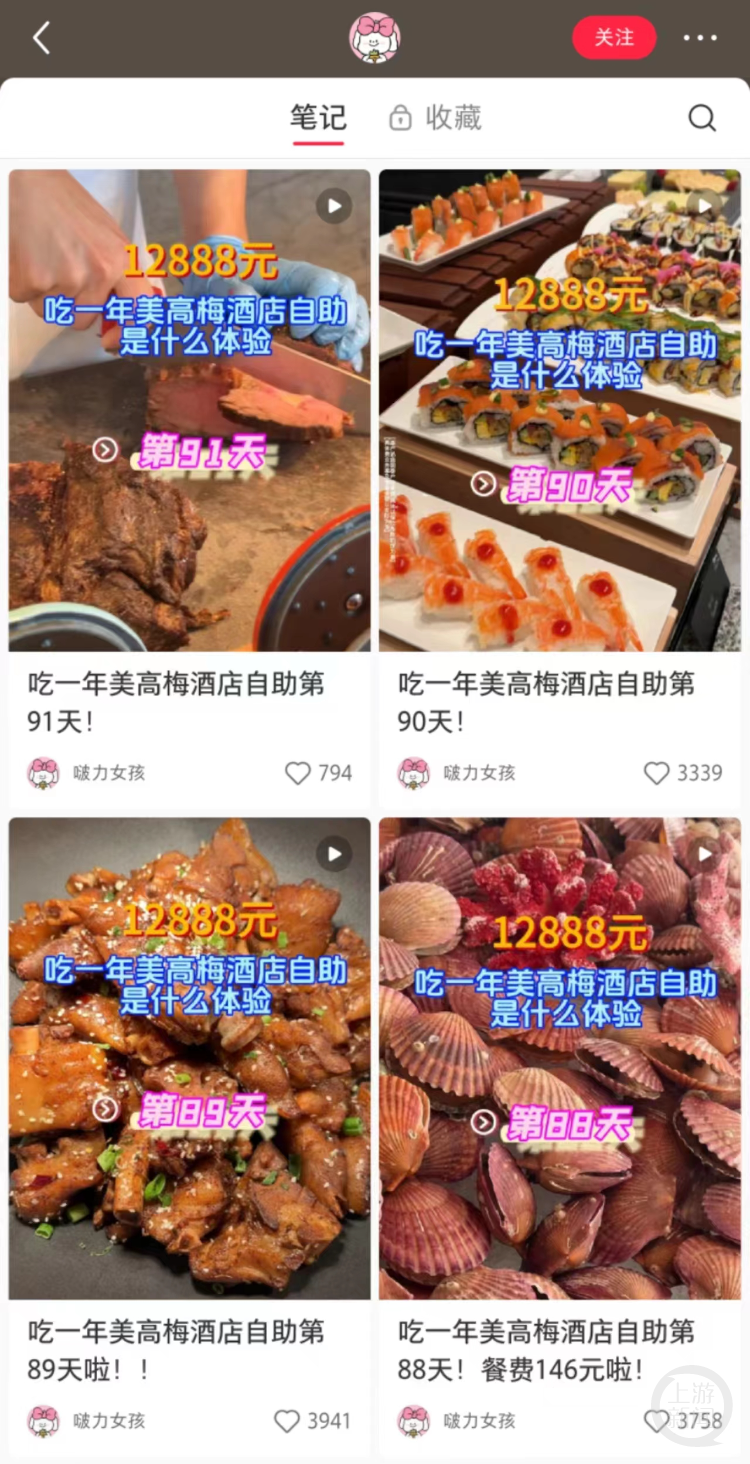 关注
笔记
收藏
12888元
吃一年美高梅酒店自助
是什么体验
第91天
12888元
吃一年美高梅酒店自助
是什么体验
第90天
吃一年美高梅酒店自助第
91天！
啵力女孩
794
吃一年美高梅酒店自助第
90天！
啵力女孩
3339
12888元
吃一年美高梅酒店自助
是什么体验
第89天
12888元
吃一年美高梅酒店自助
是什么体验
第88天
吃一年美高梅酒店自助第
89天啦！！
啵力女孩
3941
吃一年美高梅酒店自助第
88天！餐费146元啦！
啵力女孩
3758
上游
新闻